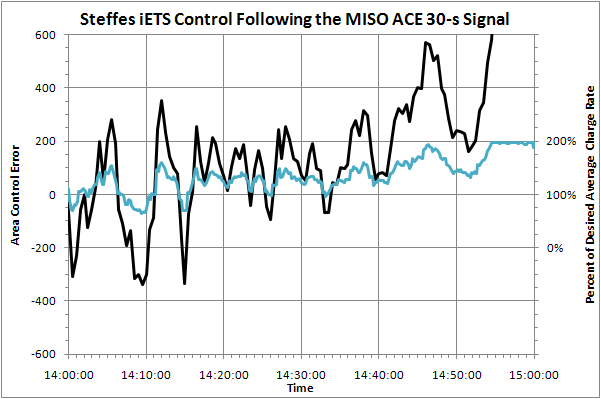 Steffes iETS Control Following the MISO ACE 30-s Signal
Area Control Error
600
400
200
0
-200
-400
-600
200%
100%
0%
Percent of Desired Average Charge Rate
14:00:00 14:10:00 14:20:00 14:30:00 14:40:00 14:50:00 15:00:00
Time